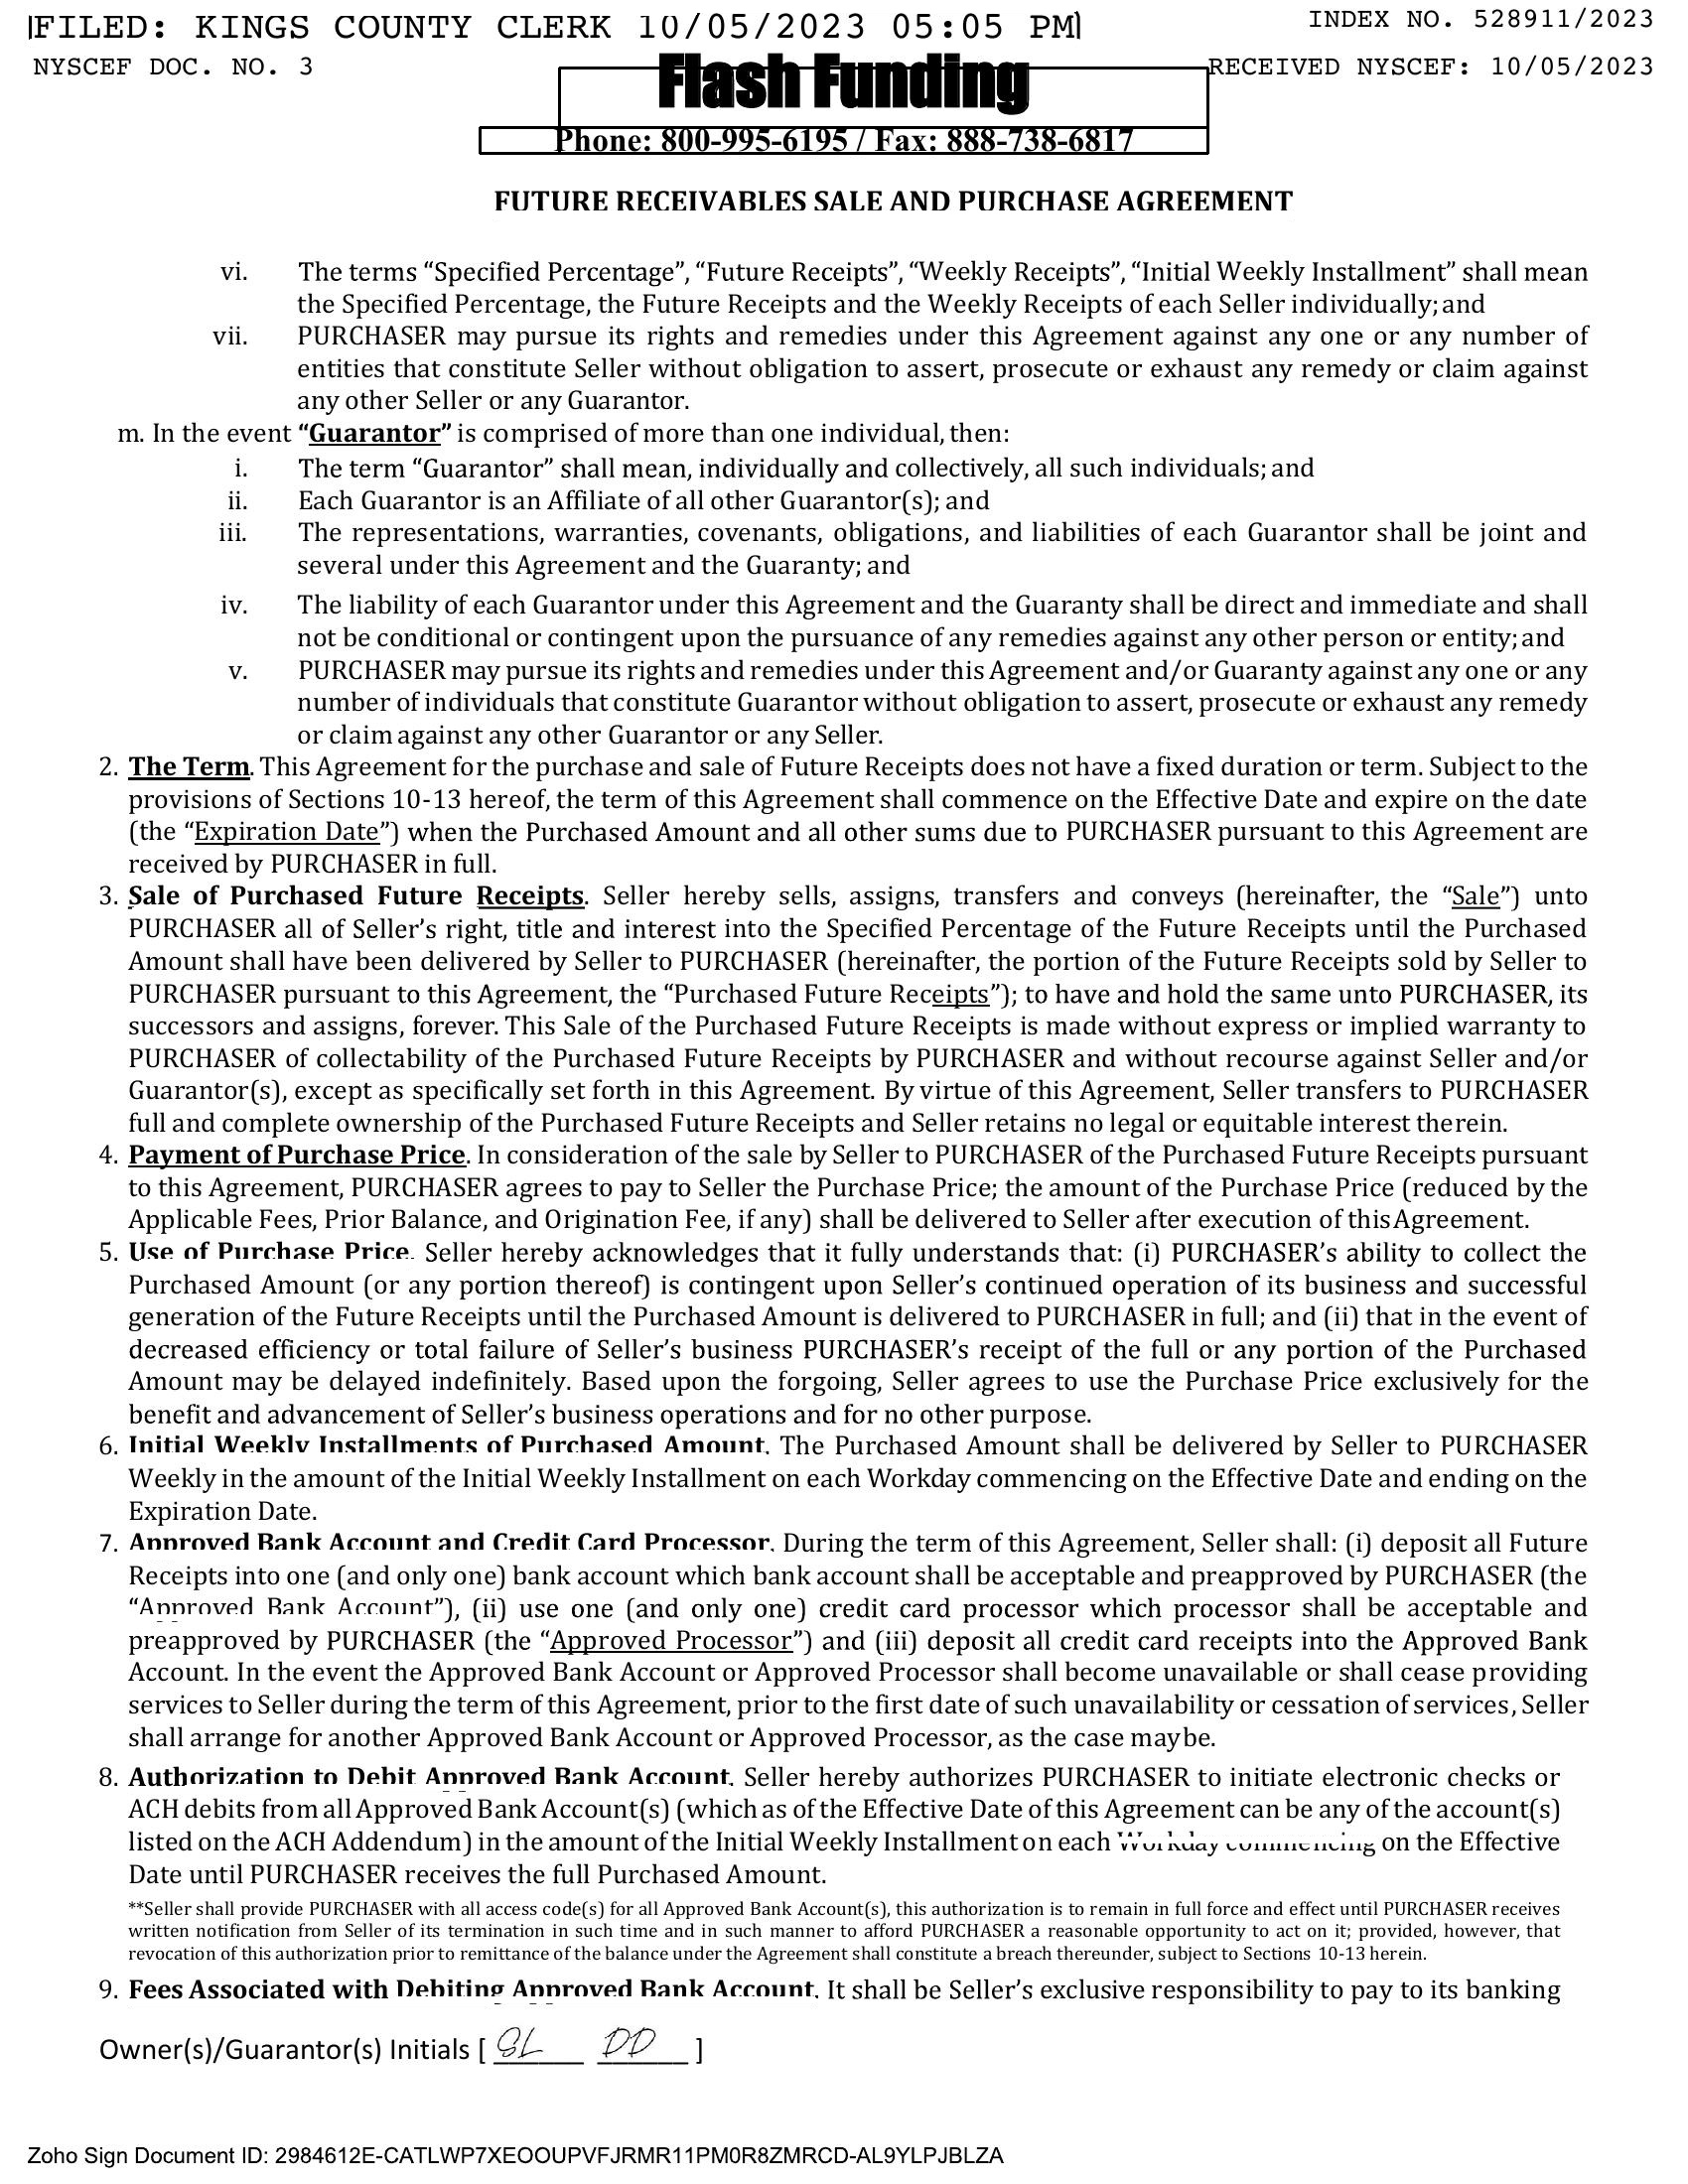 FILED: KINGS COUNTY CLERK 10/05/2023 05:05 PM
INDEX NO. 528911/2023
NYSCEF DOC. NO. 3
RECEIVED NYSCEF: 10/05/2023
Flash Funding
Phone: 800-995-6195 / Fax: 888-738-6817
FUTURE RECEIVABLES SALE AND PURCHASE AGREEMENT
vi. The terms “Specified Percentage”, “Future Receipts”, “Weekly Receipts”, “Initial Weekly Installment” shall mean
the Specified Percentage, the Future Receipts and the Weekly Receipts of each Seller individually; and
vii. PURCHASER may pursue its rights and remedies under this Agreement against any one or any number of
entities that constitute Seller without obligation to assert, prosecute or exhaust any remedy or claim against
any other Seller or any Guarantor.
m. In the event “Guarantor” is comprised of more than one individual, then:
i. The term “Guarantor” shall mean, individually and collectively, all such individuals; and
ii. Each Guarantor is an Affiliate of all other Guarantor(s); and
iii. The representations, warranties, covenants, obligations, and liabilities of each Guarantor shall be joint and
several under this Agreement and the Guaranty; and
iv. The liability of each Guarantor under this Agreement and the Guaranty shall be direct and immediate and shall
not be conditional or contingent upon the pursuance of any remedies against any other person or entity; and
v. PURCHASER may pursue its rights and remedies under this Agreement and/or Guaranty against any one or any
number of individuals that constitute Guarantor without obligation to assert, prosecute or exhaust any remedy
or claim against any other Guarantor or any Seller.
2. The Term. This Agreement for the purchase and sale of Future Receipts does not have a fixed duration or term. Subject to the
provisions of Sections 10-13 hereof, the term of this Agreement shall commence on the Effective Date and expire on the date
(the “Expiration Date”) when the Purchased Amount and all other sums due to PURCHASER pursuant to this Agreement are
received by PURCHASER in full.
3. Sale of Purchased Future Receipts. Seller hereby sells, assigns, transfers and conveys (hereinafter, the “Sale”) unto
PURCHASER all of Seller’s right, title and interest into the Specified Percentage of the Future Receipts until the Purchased
Amount shall have been delivered by Seller to PURCHASER (hereinafter, the portion of the Future Receipts sold by Seller to
PURCHASER pursuant to this Agreement, the “Purchased Future Receipts”); to have and hold the same unto PURCHASER, its
successors and assigns, forever. This Sale of the Purchased Future Receipts is made without express or implied warranty to
PURCHASER of collectability of the Purchased Future Receipts by PURCHASER and without recourse against Seller and/or
Guarantor(s), except as specifically set forth in this Agreement. By virtue of this Agreement, Seller transfers to PURCHASER
full and complete ownership of the Purchased Future Receipts and Seller retains no legal or equitable interest therein.
4. Payment of Purchase Price. In consideration of the sale by Seller to PURCHASER of the Purchased Future Receipts pursuant
to this Agreement, PURCHASER agrees to pay to Seller the Purchase Price; the amount of the Purchase Price (reduced by the
Applicable Fees, Prior Balance, and Origination Fee, if any) shall be delivered to Seller after execution of this Agreement.
5. Use of Purchase Price. Seller hereby acknowledges that it fully understands that: (i) PURCHASER’s ability to collect the
Purchased Amount (or any portion thereof) is contingent upon Seller’s continued operation of its business and successful
generation of the Future Receipts until the Purchased Amount is delivered to PURCHASER in full; and (ii) that in the event of
decreased efficiency or total failure of Seller’s business PURCHASER’s receipt of the full or any portion of the Purchased
Amount may be delayed indefinitely. Based upon the forgoing, Seller agrees to use the Purchase Price exclusively for the
benefit and advancement of Seller’s business operations and for no other purpose.
6. Initial Weekly Installments of Purchased Amount. The Purchased Amount shall be delivered by Seller to PURCHASER
Weekly in the amount of the Initial Weekly Installment on each Workday commencing on the Effective Date and ending on the
Expiration Date.
7. Approved Bank Account and Credit Card Processor. During the term of this Agreement, Seller shall: (i) deposit all Future
Receipts into one (and only one) bank account which bank account shall be acceptable and preapproved by PURCHASER (the
“Approved Bank Account”), (ii) use one (and only one) credit card processor which processor shall be acceptable and
preapproved by PURCHASER (the “Approved Processor”) and (iii) deposit all credit card receipts into the Approved Bank
Account. In the event the Approved Bank Account or Approved Processor shall become unavailable or shall cease providing
services to Seller during the term of this Agreement, prior to the first date of such unavailability or cessation of services, Seller
shall arrange for another Approved Bank Account or Approved Processor, as the case maybe.
8. Authorization to Debit Approved Bank Account. Seller hereby authorizes PURCHASER to initiate electronic checks or
ACH debits from all Approved Bank Account(s) (which as of the Effective Date of this Agreement can be any of the account(s)
listed on the ACH Addendum) in the amount of the Initial Weekly Installment on each Workday commencing on the Effective
Date until PURCHASER receives the full Purchased Amount.
**Seller shall provide PURCHASER with all access code(s) for all Approved Bank Account(s), this authorization is to remain in full force and effect until PURCHASER receives
written notification from Seller of its termination in such time and in such manner to afford PURCHASER a reasonable opportunity to act on it; provided, however, that
revocation of this authorization prior to remittance of the balance under the Agreement shall constitute a breach thereunder, subject to Sections 10-13 herein.
9. Fees Associated with Debiting Approved Bank Account. It shall be Seller’s exclusive responsibility to pay to its banking
Owner(s)/Guarantor(s) Initials [ SL DD ]
Zoho Sign Document ID: 2984612E-CATLWP7XEOOUPVFJRMR11PM0R8ZMRCD-AL9YLPJBLZA